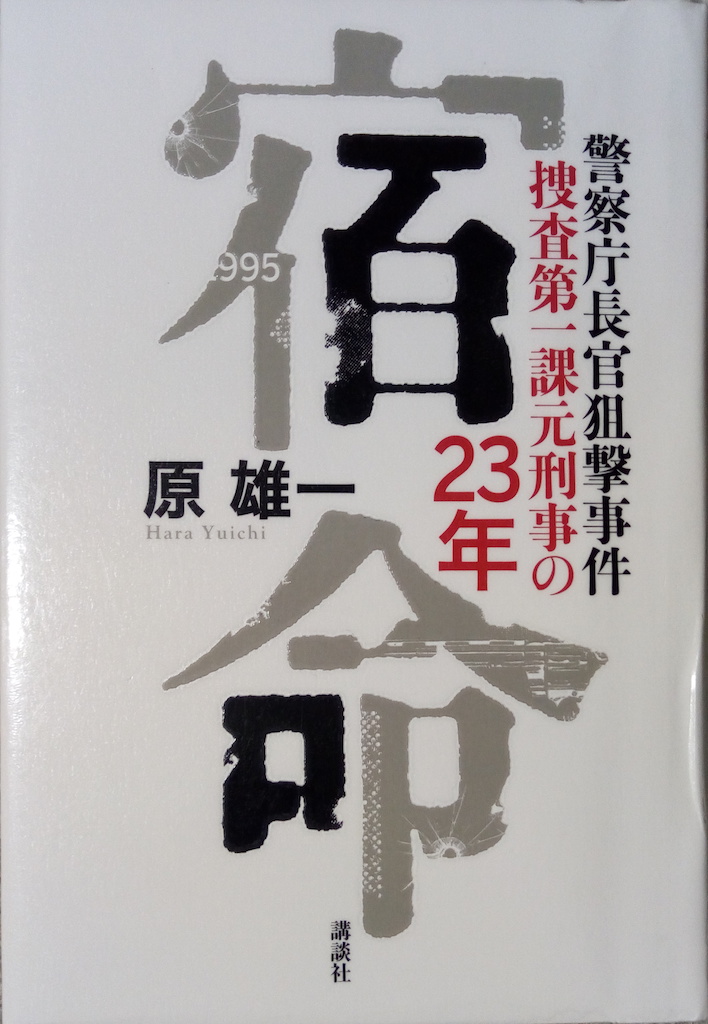 警察庁長官狙撃事件
捜査第一課元刑事の
23年
宿命
1995
原 雄一
Hara Yuichi
講談社